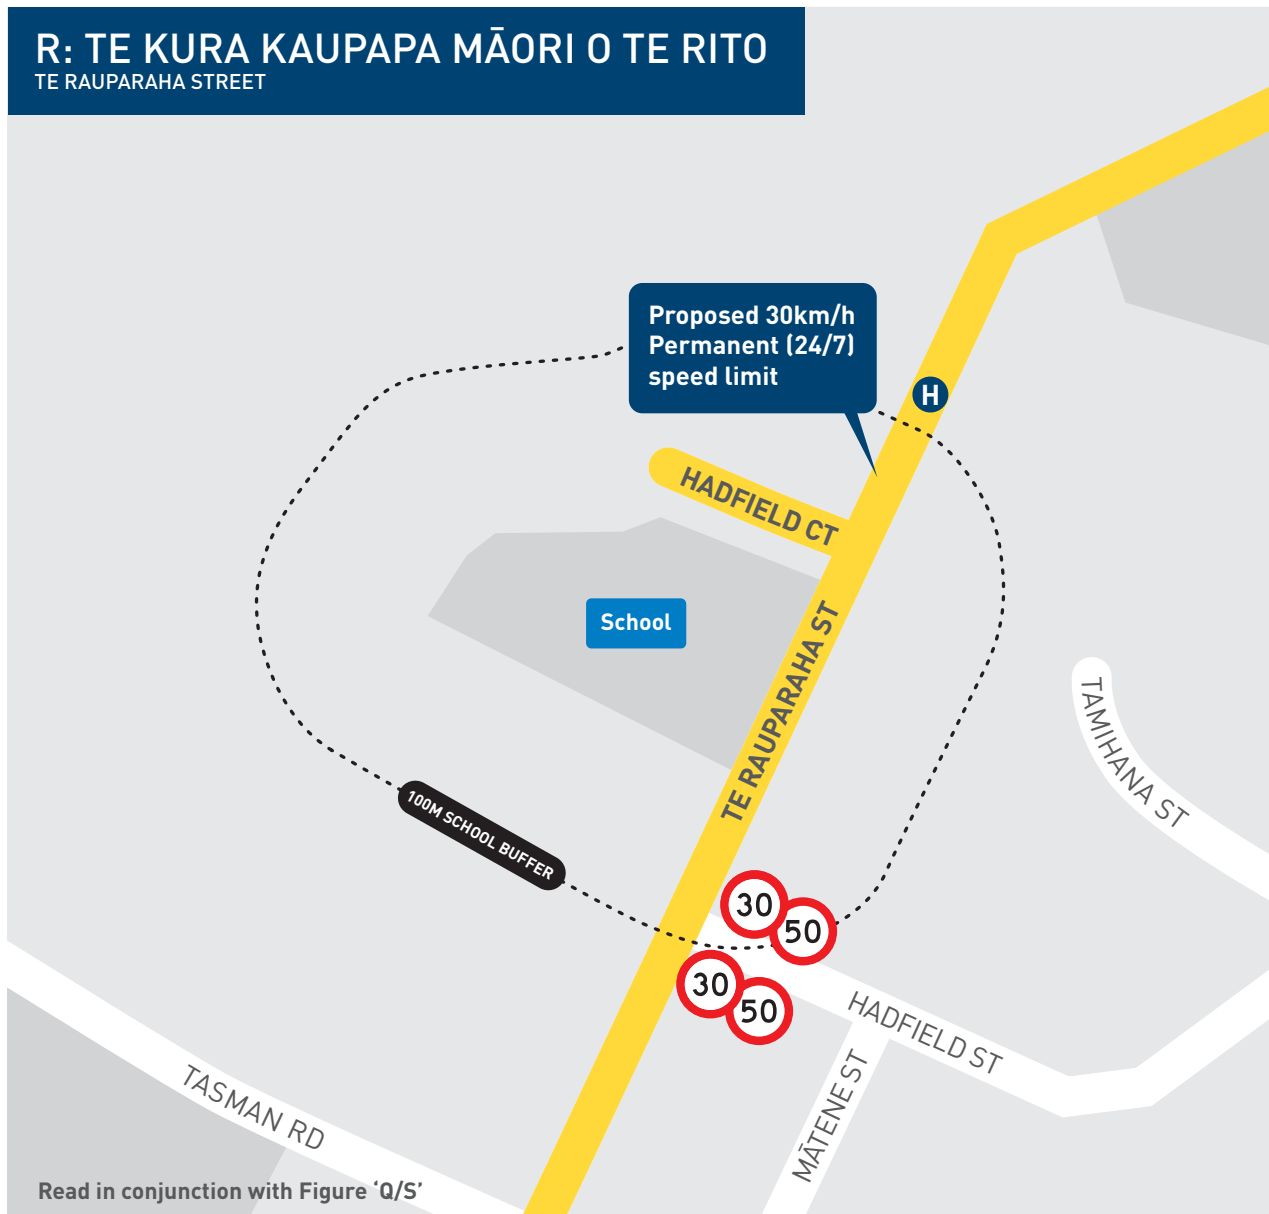 R: TE KURA KAUPAPA MĀORI O TE RITO
TE RAUPARAHA STREET
Proposed 30km/h
Permanent (24/7)
speed limit
H
HADFIELD CT
School
TE RAUPARAHA ST
TAMIHANA ST
100M SCHOOL BUFFER
30
50
30
50
HADFIELD ST
MĀTENE ST
TASMAN RD
Read in conjunction with Figure ‘Q/S’